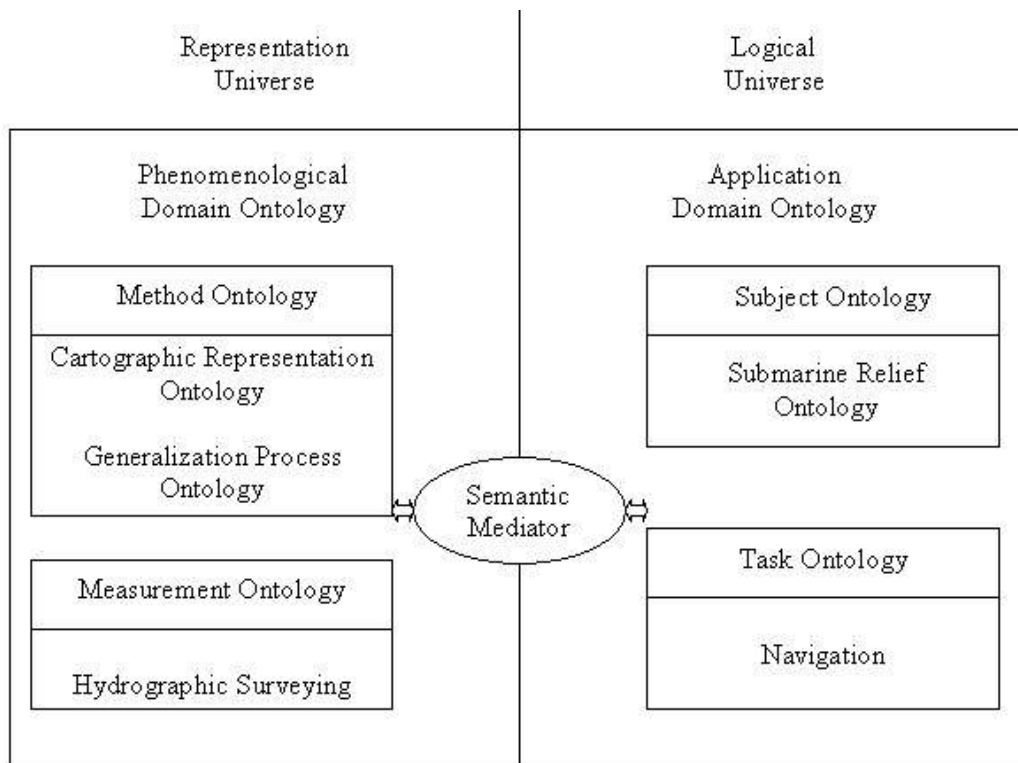 Representation
Universe
Logical
Universe
Phenomenological
Domain Ontology
Application
Domain Ontology
Method Ontology
Cartographic Representation
Ontology
Generalization Process
Ontology
Measurement Ontology
Hydrographic Surveying
Semantic
Mediator
Subject Ontology
Submarine Relief
Ontology
Task Ontology
Navigation